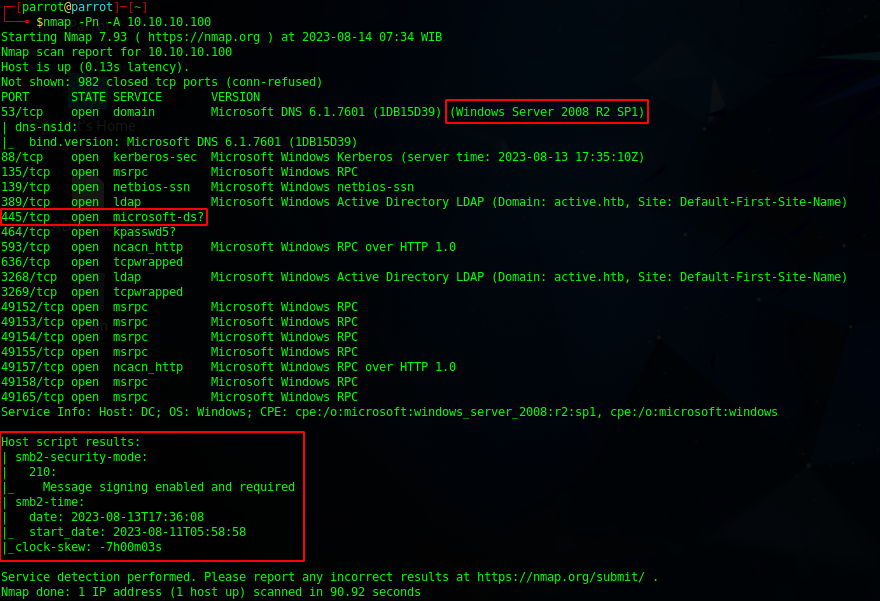 ┌─[parrot@parrot]─[~]
└──╼ $nmap -Pn -A 10.10.10.100
Starting Nmap 7.93 ( https://nmap.org ) at 2023-08-14 07:34 WIB
Nmap scan report for 10.10.10.100
Host is up (0.13s latency).
Not shown: 982 closed tcp ports (conn-refused)
PORT      STATE SERVICE       VERSION
53/tcp    open  domain        Microsoft DNS 6.1.7601 (1DB15D39) (Windows Server 2008 R2 SP1)
| dns-nsid:
|_  bind.version: Microsoft DNS 6.1.7601 (1DB15D39)
88/tcp    open  kerberos-sec  Microsoft Windows Kerberos (server time: 2023-08-13 17:35:10Z)
135/tcp   open  msrpc         Microsoft Windows RPC
139/tcp   open  netbios-ssn   Microsoft Windows netbios-ssn
389/tcp   open  ldap          Microsoft Windows Active Directory LDAP (Domain: active.htb, Site: Default-First-Site-Name)
445/tcp   open  microsoft-ds?
464/tcp   open  kpasswd5?
593/tcp   open  ncacn_http    Microsoft Windows RPC over HTTP 1.0
636/tcp   open  tcpwrapped
3268/tcp  open  ldap          Microsoft Windows Active Directory LDAP (Domain: active.htb, Site: Default-First-Site-Name)
3269/tcp  open  tcpwrapped
49152/tcp open  msrpc         Microsoft Windows RPC
49153/tcp open  msrpc         Microsoft Windows RPC
49154/tcp open  msrpc         Microsoft Windows RPC
49155/tcp open  msrpc         Microsoft Windows RPC
49157/tcp open  ncacn_http    Microsoft Windows RPC over HTTP 1.0
49158/tcp open  msrpc         Microsoft Windows RPC
49165/tcp open  msrpc         Microsoft Windows RPC
Service Info: Host: DC; OS: Windows; CPE: cpe:/o:microsoft:windows_server_2008:r2:sp1, cpe:/o:microsoft:windows

Host script results:
| smb2-security-mode:
|   210:
|_    Message signing enabled and required
| smb2-time:
|   date: 2023-08-13T17:36:08
|_  start_date: 2023-08-11T05:58:58
|_clock-skew: -7h00m03s

Service detection performed. Please report any incorrect results at https://nmap.org/submit/ .
Nmap done: 1 IP address (1 host up) scanned in 90.92 seconds